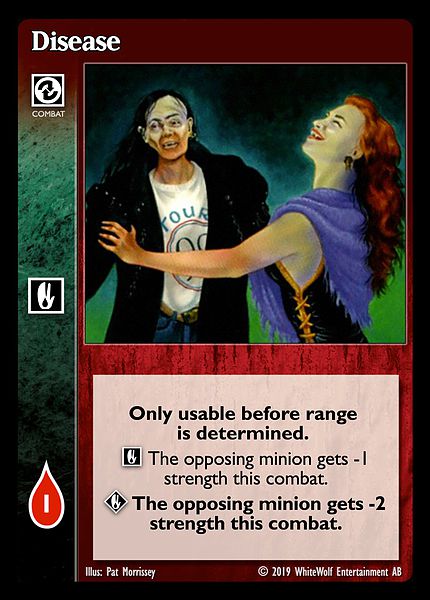 Disease
COMBAT
TOUR
Only usable before range
is determined.
The opposing minion gets -1
strength this combat.
The opposing minion gets -2
strength this combat.
1
Illus: Pat Morrissey
© 2019 WhiteWolf Entertainment AB